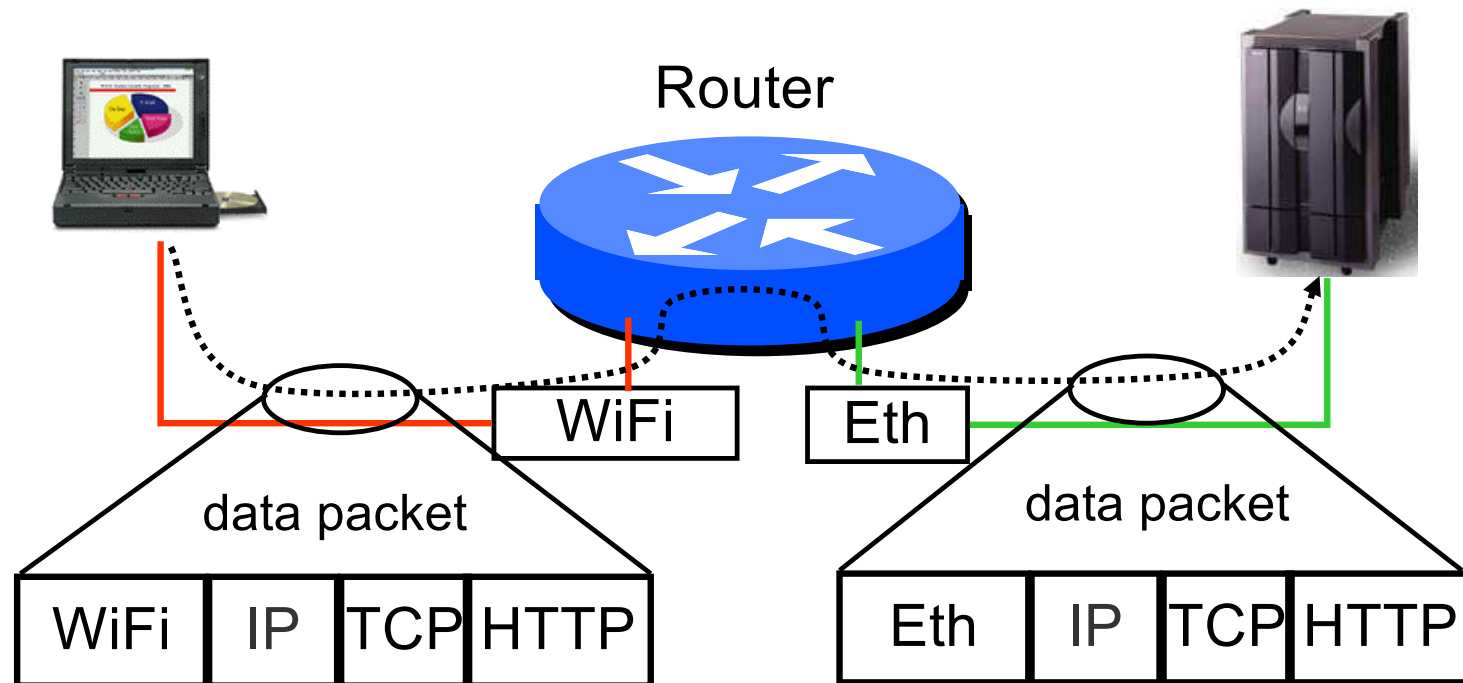 Router
WiFi
Eth
data packet
data packet
WiFi IP TCP HTTP
Eth IP TCP HTTP